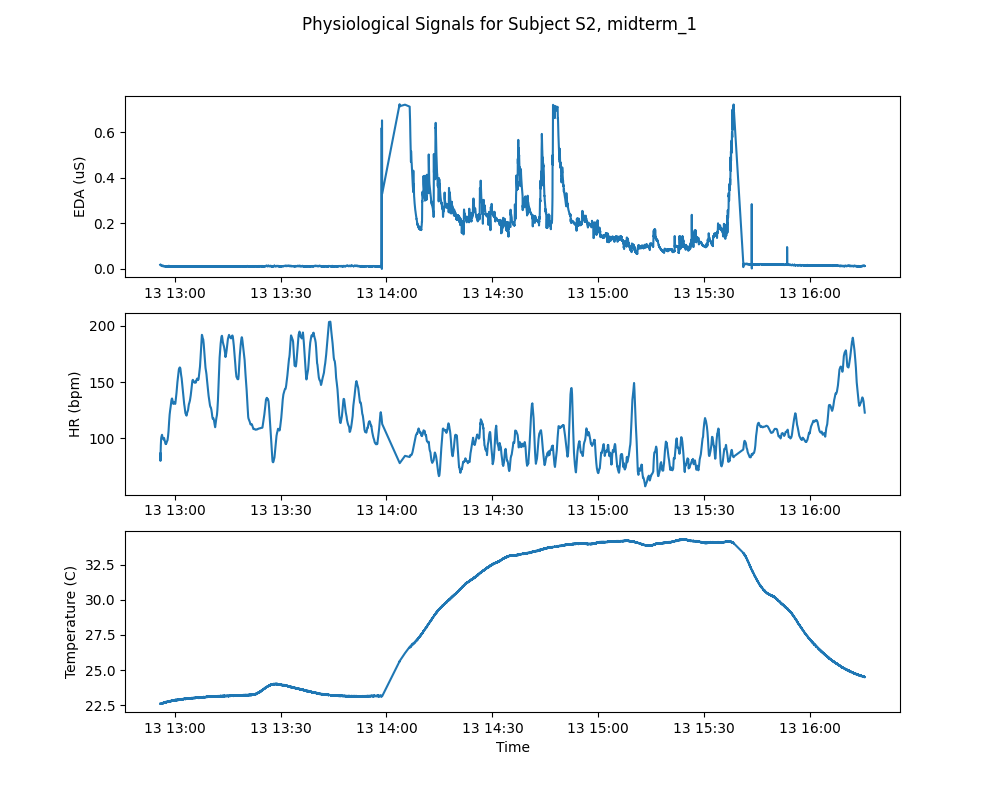 Physiological Signals for Subject S2, midterm_1
EDA (uS)
0.6
0.4
0.2
0.0
13 13:00 13 13:30 13 14:00 13 14:30 13 15:00 13 15:30 13 16:00
HR (bpm)
200
150
100
13 13:00 13 13:30 13 14:00 13 14:30 13 15:00 13 15:30 13 16:00
Temperature (C)
32.5
30.0
27.5
25.0
22.5
13 13:00 13 13:30 13 14:00 13 14:30 13 15:00 13 15:30 13 16:00
Time